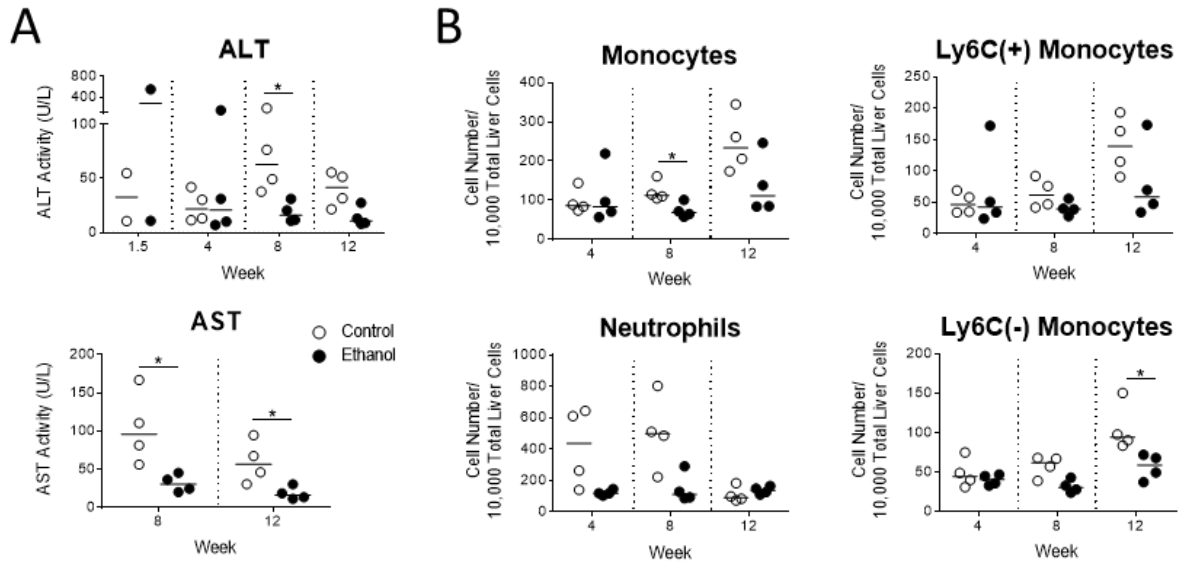 A
B
ALT
ALT Activity (U/L)
800
400
100
50
0
*
1.5
4
8
12
Week
AST
AST Activity (U/L)
200
150
100
50
0
*
*
8
12
Week
Control
Ethanol
Monocytes
Cell Number/
10,000 Total Liver Cells
400
300
200
100
0
*
4
8
12
Week
Ly6C(+) Monocytes
Cell Number/
10,000 Total Liver Cells
250
200
150
100
50
0
4
8
12
Week
Neutrophils
Cell Number/
10,000 Total Liver Cells
1000
800
600
400
200
0
4
8
12
Week
Ly6C(-) Monocytes
Cell Number/
10,000 Total Liver Cells
200
150
100
50
0
*
4
8
12
Week